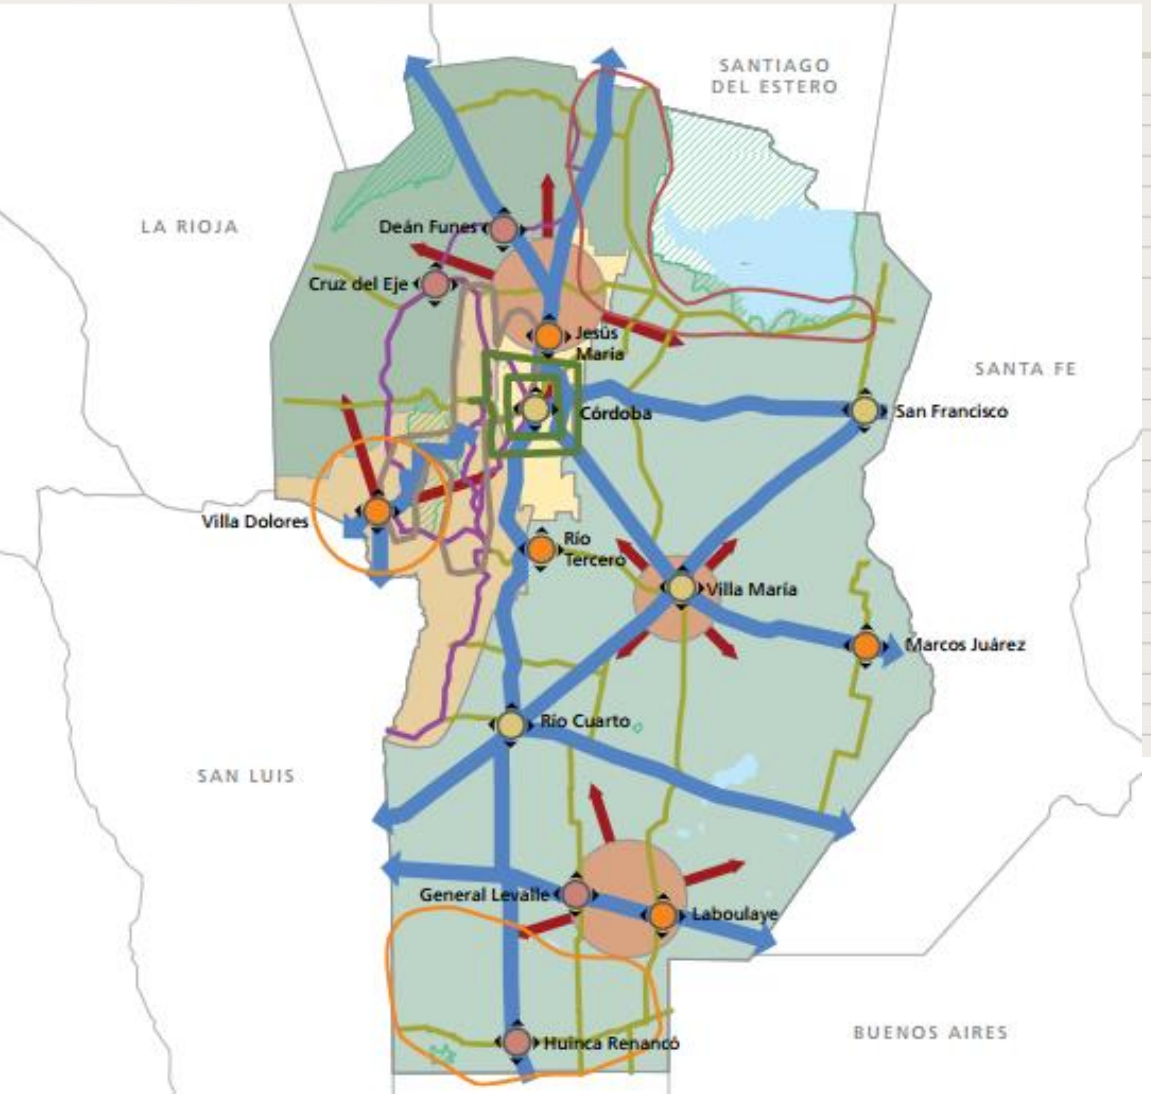 SANTIAGO
DEL ESTERO
LA RIOJA
Deán Funes
Cruz del Eje
Jesús
María
SANTA FE
Córdoba
San Francisco
Villa Dolores
Río
Tercero
Villa María
Marcos Juárez
Río Cuarto
SAN LUIS
General Levalle
Laboulaye
BUENOS AIRES
Huinca Renancó